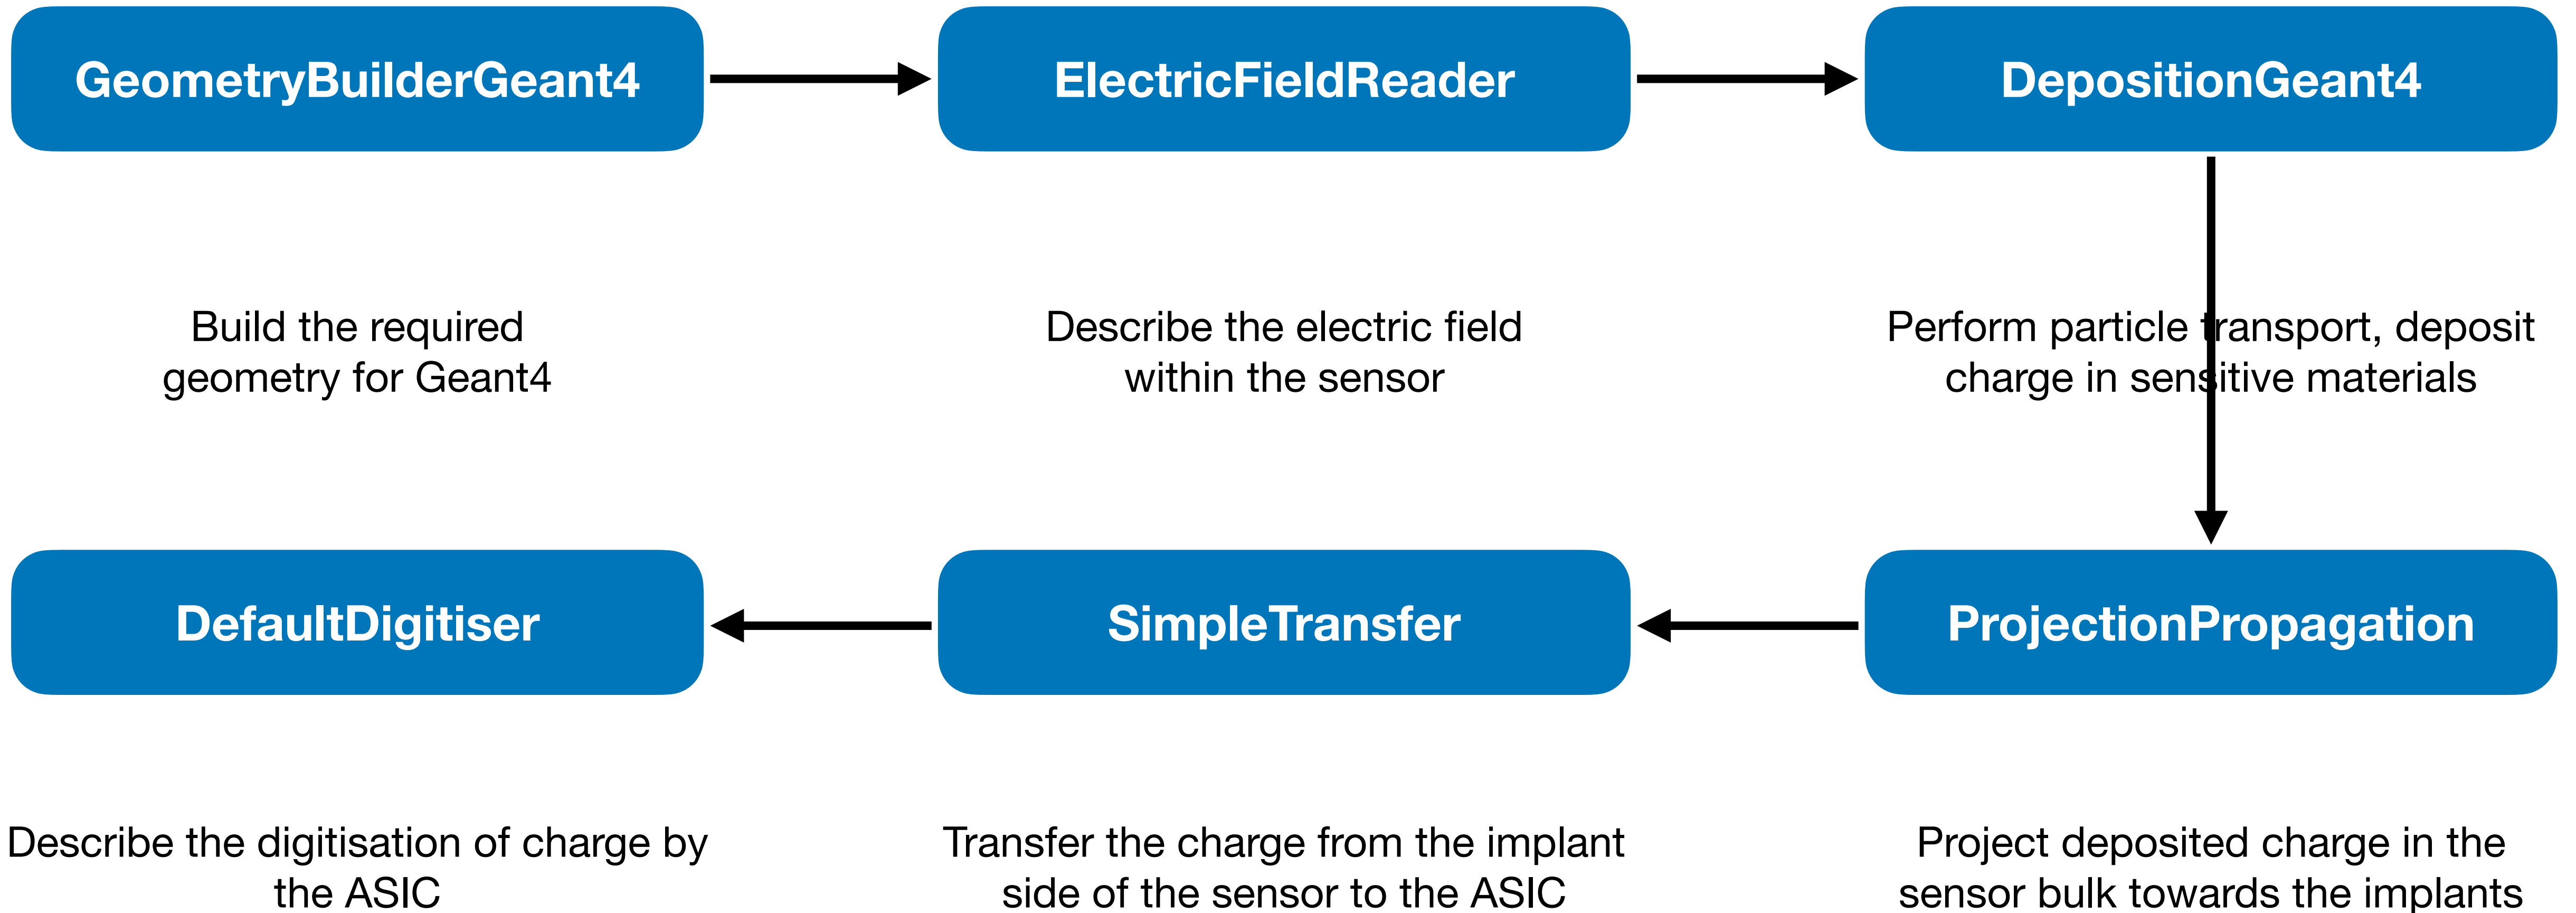 GeometryBuilderGeant4
ElectricFieldReader
DepositionGeant4
Build the required
geometry for Geant4
Describe the electric field
within the sensor
Perform particle transport, deposit
charge in sensitive materials
DefaultDigitiser
SimpleTransfer
ProjectionPropagation
Describe the digitisation of charge by
the ASIC
Transfer the charge from the implant
side of the sensor to the ASIC
Project deposited charge in the
sensor bulk towards the implants